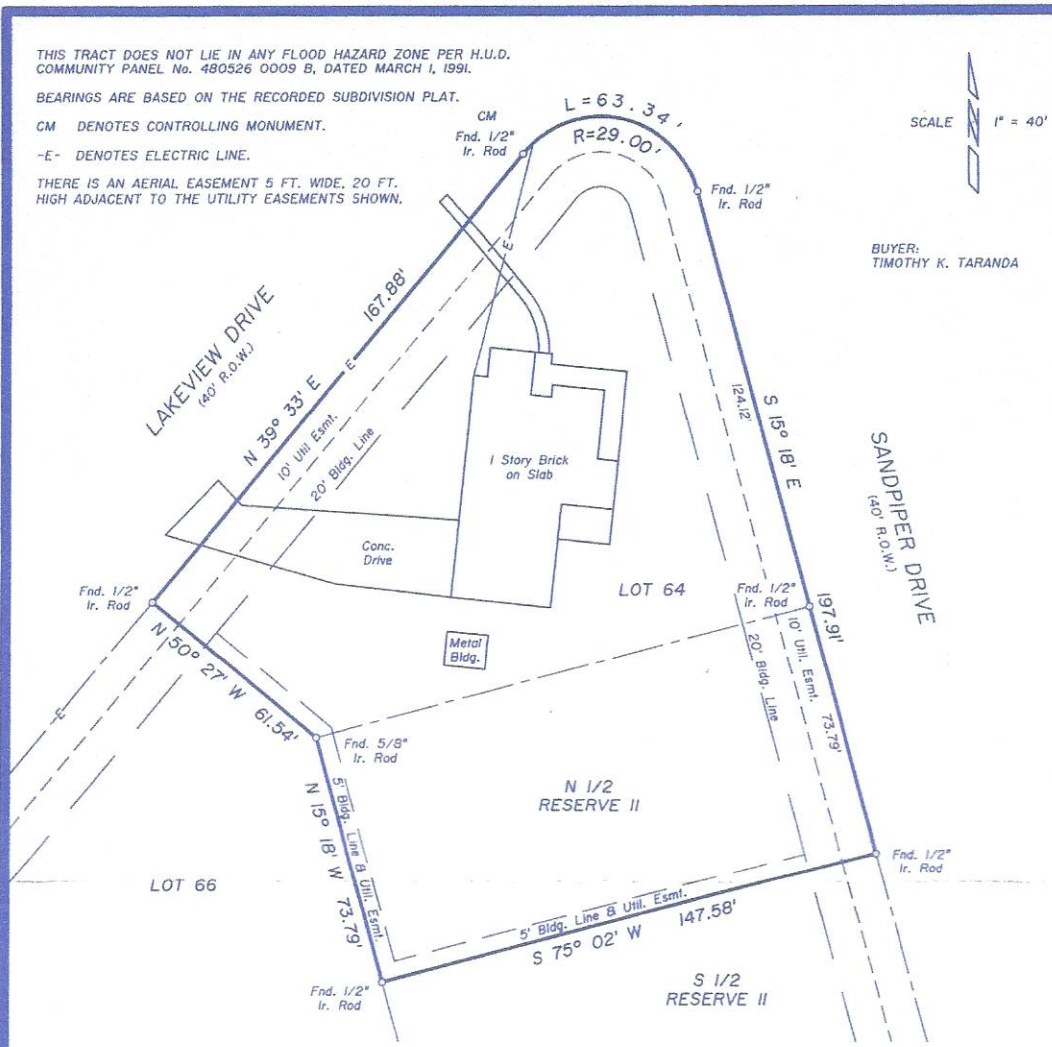 THIS TRACT DOES NOT LIE IN ANY FLOOD HAZARD ZONE PER H.U.D.
COMMUNITY PANEL No. 480526 0009 B, DATED MARCH 1, 1991.
BEARINGS ARE BASED ON THE RECORDED SUBDIVISION PLAT.
CM DENOTES CONTROLLING MONUMENT.
-E- DENOTES ELECTRIC LINE.
THERE IS AN AERIAL EASEMENT 5 FT. WIDE, 20 FT.
HIGH ADJACENT TO THE UTILITY EASEMENTS SHOWN.
CM
Fnd. 1/2"
Ir. Rod
L=63.34'
R=29.00'
SCALE N 1" = 40'
Fnd. 1/2"
Ir. Rod
BUYER:
TIMOTHY K. TARANDA
E
LAKEVIEW DRIVE
(40' R.O.W.)
167.88'
E
N 39° 33' E
10' Util Esmt.
20' Bldg. Line
1 Story Brick
on Slab
124.12'
S 15° 18' E
SANDPIPER DRIVE
(40' R.O.W.)
Conc.
Drive
LOT 64
Fnd. 1/2"
Ir. Rod
Fnd. 1/2"
Ir. Rod
197.91'
Metal
Bldg.
N 50° 27' W 61.54'
E
Fnd. 5/8"
Ir. Rod
20' Bldg. Line
10' Util. Esmt. 73.79'
N 1/2
RESERVE II
N 15° 18' W 73.79'
5' Bldg. Line & Util. Esmt.
LOT 66
Fnd. 1/2"
Ir. Rod
5' Bldg. Line & Util. Esmt.
S 75° 02' W 147.58'
Fnd. 1/2"
Ir. Rod
S 1/2
RESERVE II